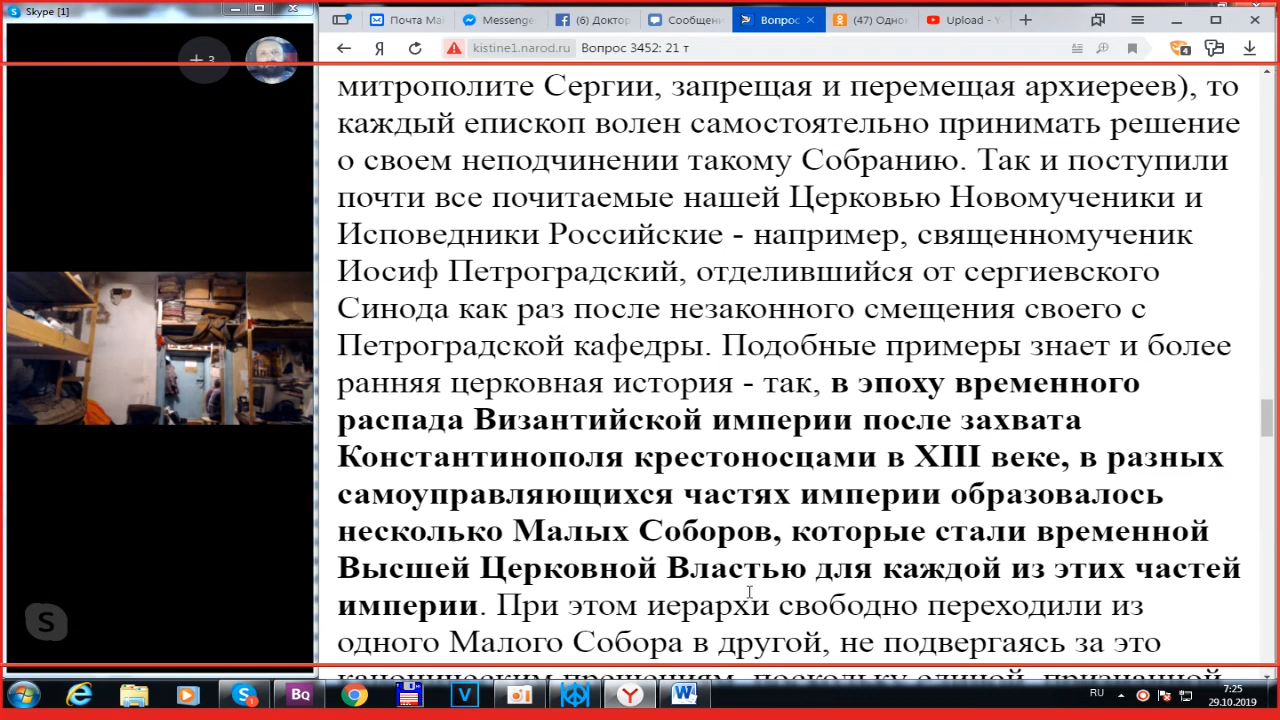 Skype [1]
+3
S
Почта Ма
Messenge
(6) Доктор
Сообщени
Вопрос
(47) Однок
Upload - Y
Я
kistine1.narod.ru
Вопрос 3452: 21 т
митрополите Сергии, запрещая и перемещая архиереев), то
каждый епископ волен самостоятельно принимать решение
о своем неподчинении такому Собранию. Так и поступили
почти все почитаемые нашей Церковью Новомученики и
Исповедники Российские - например, священномученик
Иосиф Петроградский, отделившийся от сергиевского
Синода как раз после незаконного смещения своего с
Петроградской кафедры. Подобные примеры знает и более
ранняя церковная история - так, в эпоху временного
распада Византийской империи после захвата
Константинополя крестоносцами в XIII веке, в разных
самоуправляющихся частях империи образовалось
несколько Малых Соборов, которые стали временной
Высшей Церковной Властью для каждой из этих частей
империи. При этом иерархи свободно переходили из
одного Малого Собора в другой, не подвергаясь за это
Bq
RU
7:25
29.10.2019